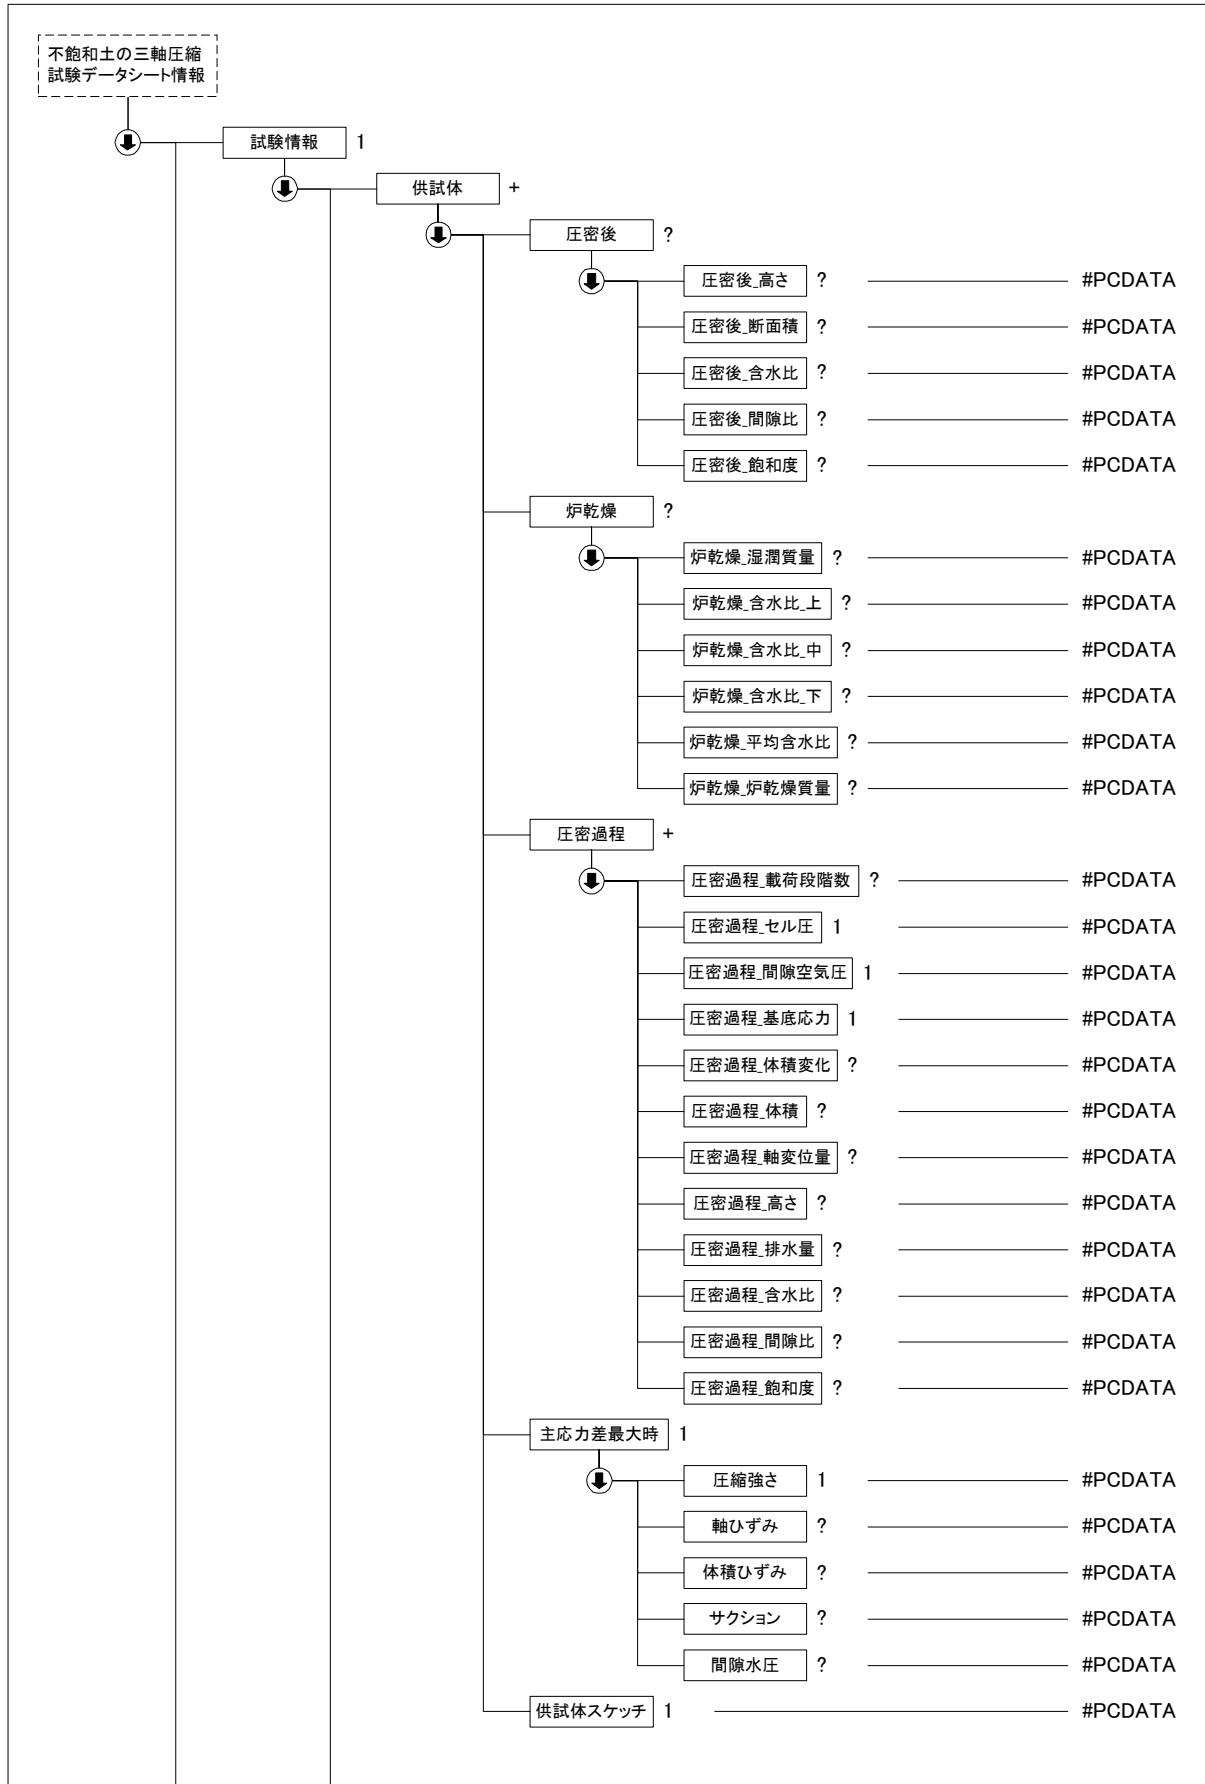 不飽和土の三軸圧縮
試験データシート情報
試験情報 1
供試体 +
圧密後 ?
圧密後_高さ ? #PCDATA
圧密後_断面積 ? #PCDATA
圧密後_含水比 ? #PCDATA
圧密後_間隙比 ? #PCDATA
圧密後_飽和度 ? #PCDATA
炉乾燥 ?
炉乾燥_湿潤質量 ? #PCDATA
炉乾燥_含水比_上 ? #PCDATA
炉乾燥_含水比_中 ? #PCDATA
炉乾燥_含水比_下 ? #PCDATA
炉乾燥_平均含水比 ? #PCDATA
炉乾燥_炉乾燥質量 ? #PCDATA
圧密過程 +
圧密過程_載荷段階数 ? #PCDATA
圧密過程_セル圧 1 #PCDATA
圧密過程_間隙空気圧 1 #PCDATA
圧密過程_基底応力 1 #PCDATA
圧密過程_体積変化 ? #PCDATA
圧密過程_体積 ? #PCDATA
圧密過程_軸変位量 ? #PCDATA
圧密過程_高さ ? #PCDATA
圧密過程_排水量 ? #PCDATA
圧密過程_含水比 ? #PCDATA
圧密過程_間隙比 ? #PCDATA
圧密過程_飽和度 ? #PCDATA
主応力差最大時 1
圧縮強さ 1 #PCDATA
軸ひずみ ? #PCDATA
体積ひずみ ? #PCDATA
サクション ? #PCDATA
間隙水圧 ? #PCDATA
供試体スケッチ 1 #PCDATA